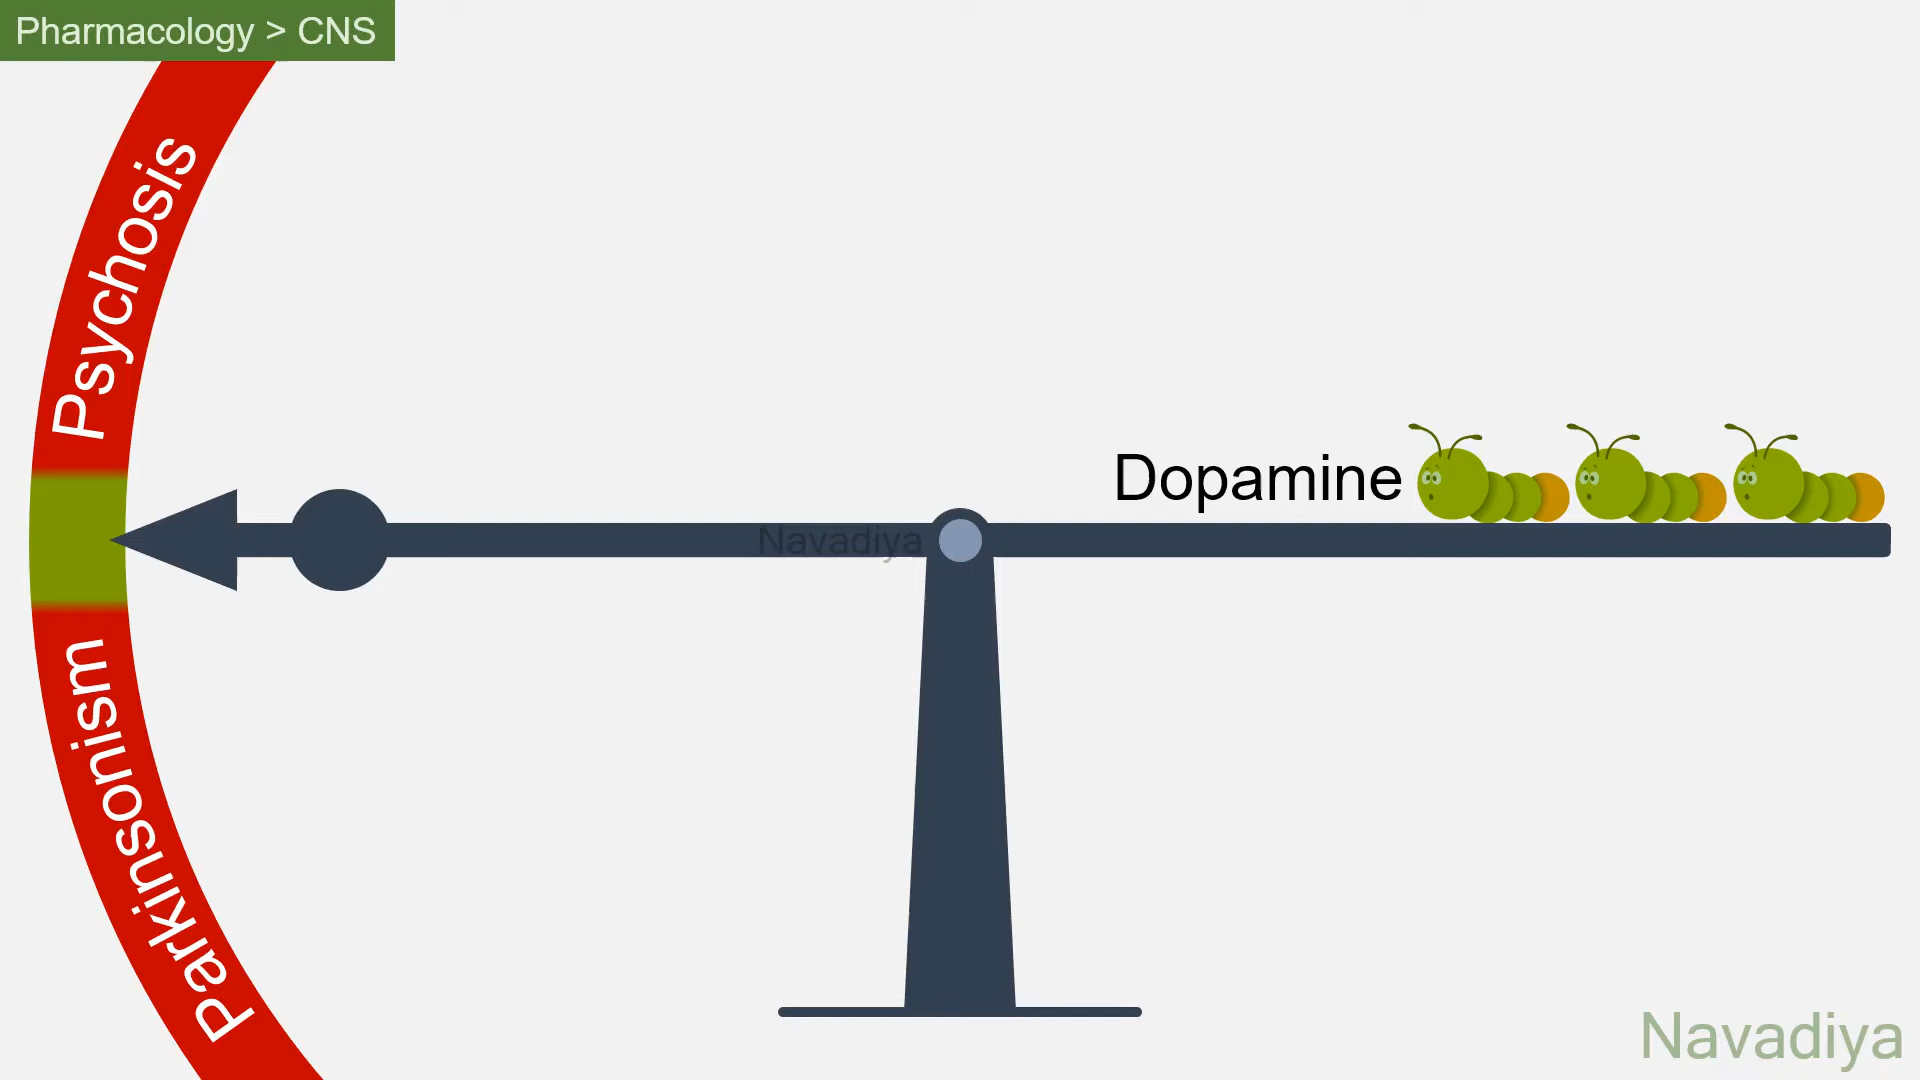 Pharmacology > CNS
Psychosis
Dopamine
Navadiya
Parkinsonism
Navadiya